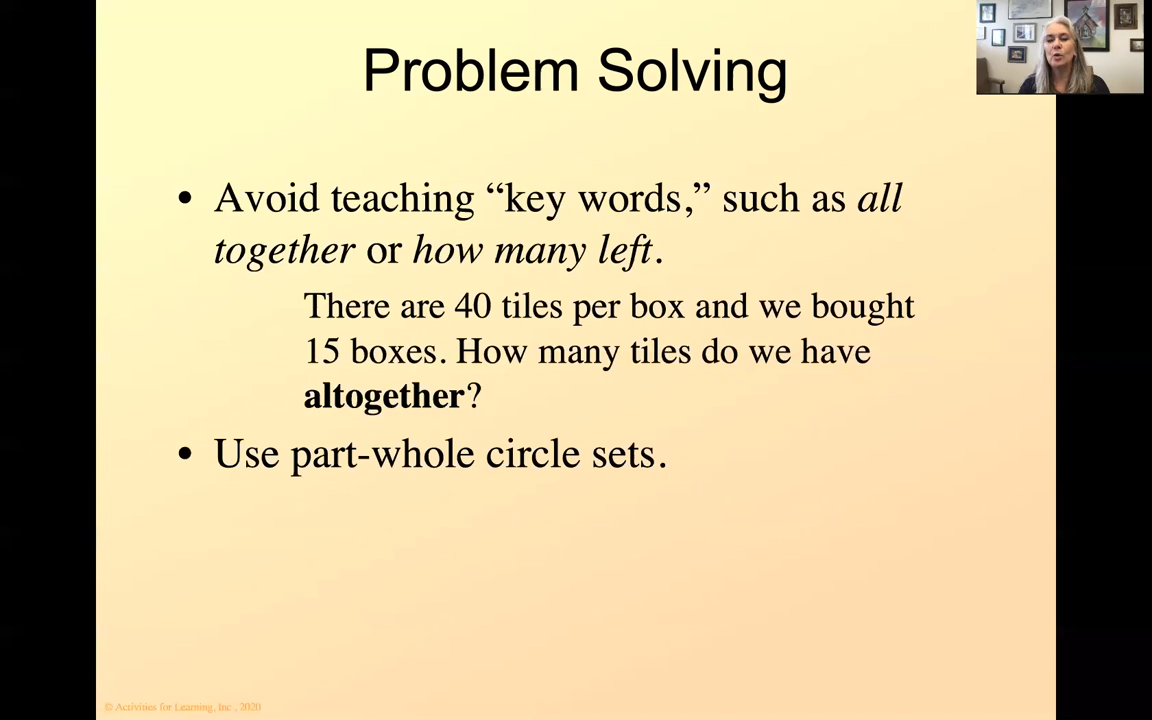 Problem Solving
• Avoid teaching “key words,” such as all
together or how many left.
There are 40 tiles per box and we bought
15 boxes. How many tiles do we have
altogether?
• Use part-whole circle sets.
© Activities for Learning, Inc., 2020